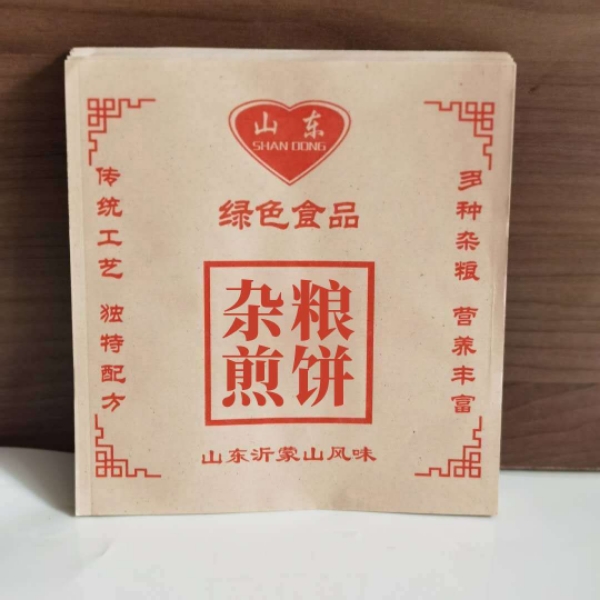 山东
SHAN DONG
绿色食品
杂粮
煎饼
山东沂蒙山风味
多种杂粮 营养丰富
传统工艺 独特配方